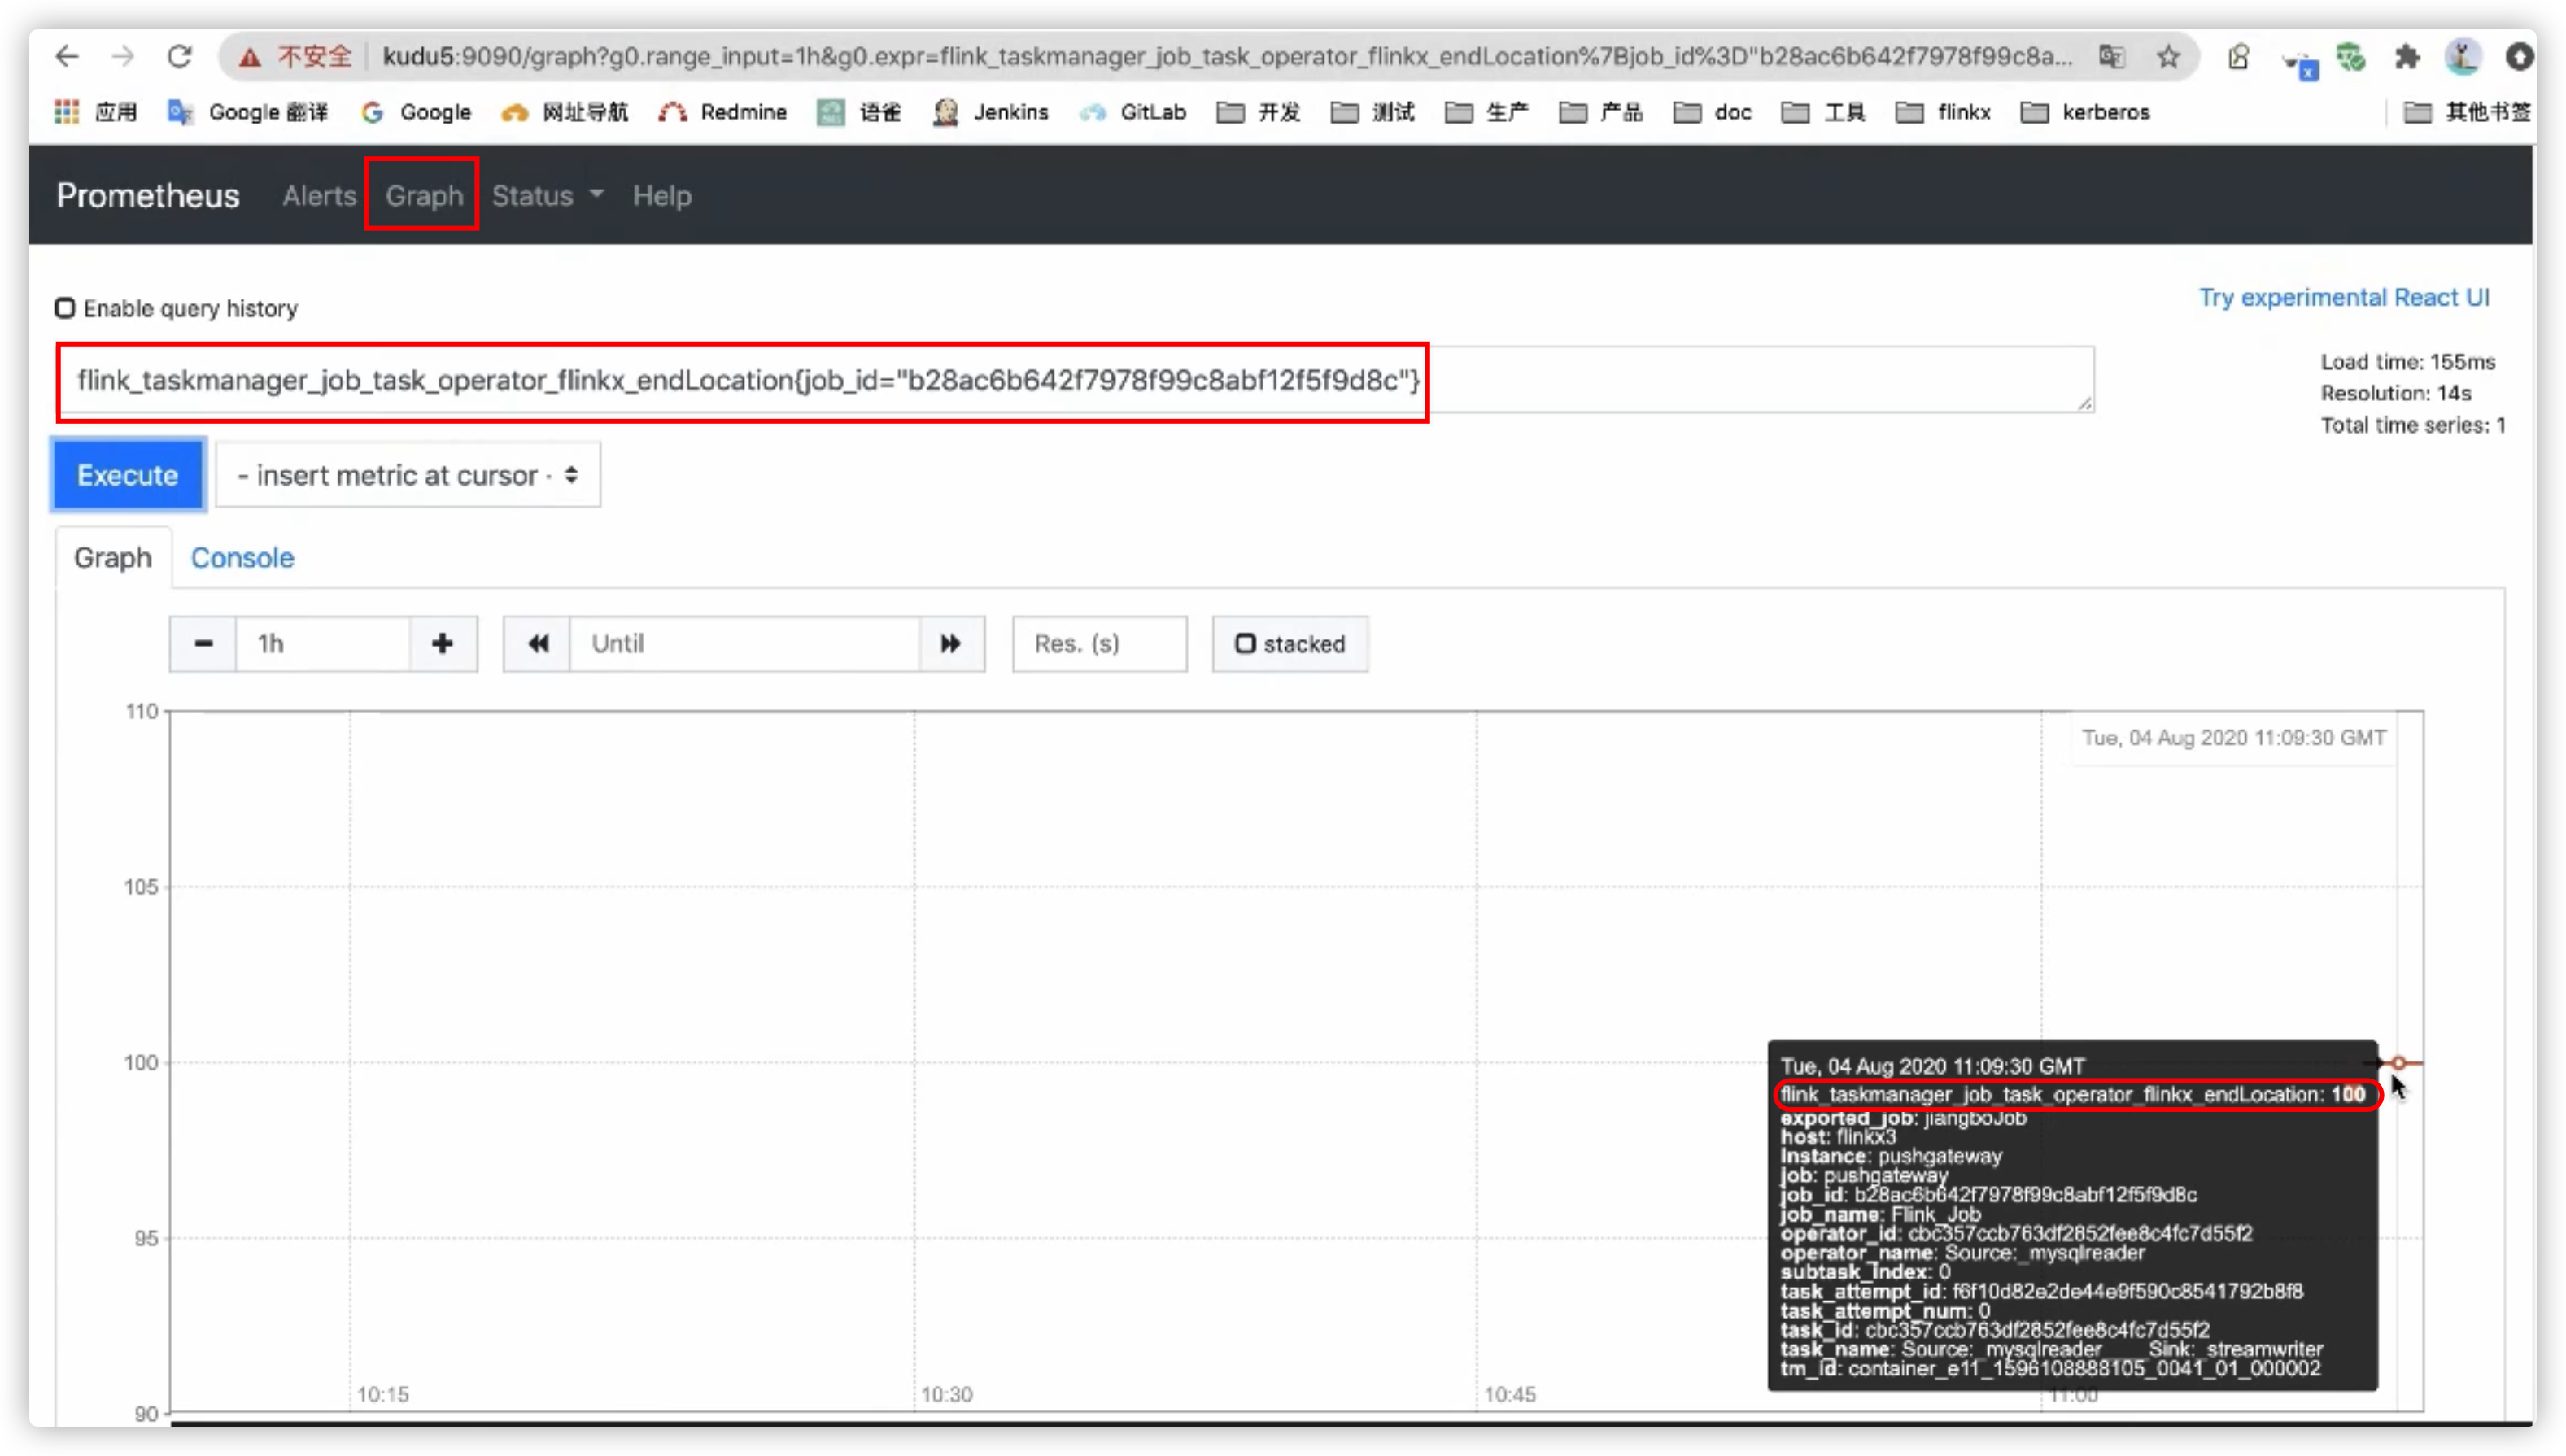 不安全 kudu5:9090/graph?g0.range_input=1h&g0.expr=flink_taskmanager_job_task_operator_flinkx_endLocation%7Bjob_id%3D"b28ac6b642f7978f99c8a...
应用 Google 翻译 Google 网址导航 Redmine 语雀 Jenkins GitLab 开发 测试 生产 产品 doc 工具 flinkx kerberos 其他书签
Prometheus Alerts Graph Status Help
Enable query history
Try experimental React UI
flink_taskmanager_job_task_operator_flinkx_endLocation{job_id="b28ac6b642f7978f99c8abf12f5f9d8c"}
Load time: 155ms
Resolution: 14s
Total time series: 1
Execute - insert metric at cursor -
Graph Console
1h Until Res. (s) stacked
110
Tue, 04 Aug 2020 11:09:30 GMT
105
100
95
90
Tue, 04 Aug 2020 11:09:30 GMT
flink_taskmanager_job_task_operator_flinkx_endLocation: 100
exported_job: jiangboJob
host: flinkx3
instance: pushgateway
job: pushgateway
job_id: b28ac6b642f7978f99c8abf12f5f9d8c
job_name: Flink_Job
operator_id: cbc357ccb763df2852fee8c4fc7d55f2
operator_name: Source:_mysqlreader
subtask_index: 0
task_attempt_id: f6f10d82e2de44e9f590c8541792b8f8
task_attempt_num: 0
task_id: cbc357ccb763df2852fee8c4fc7d55f2
task_name: Source:_mysqlreader____Sink:_streamwriter
tm_id: container_e11_1596108888105_0041_01_000002
10:15 10:30 10:45 11:00